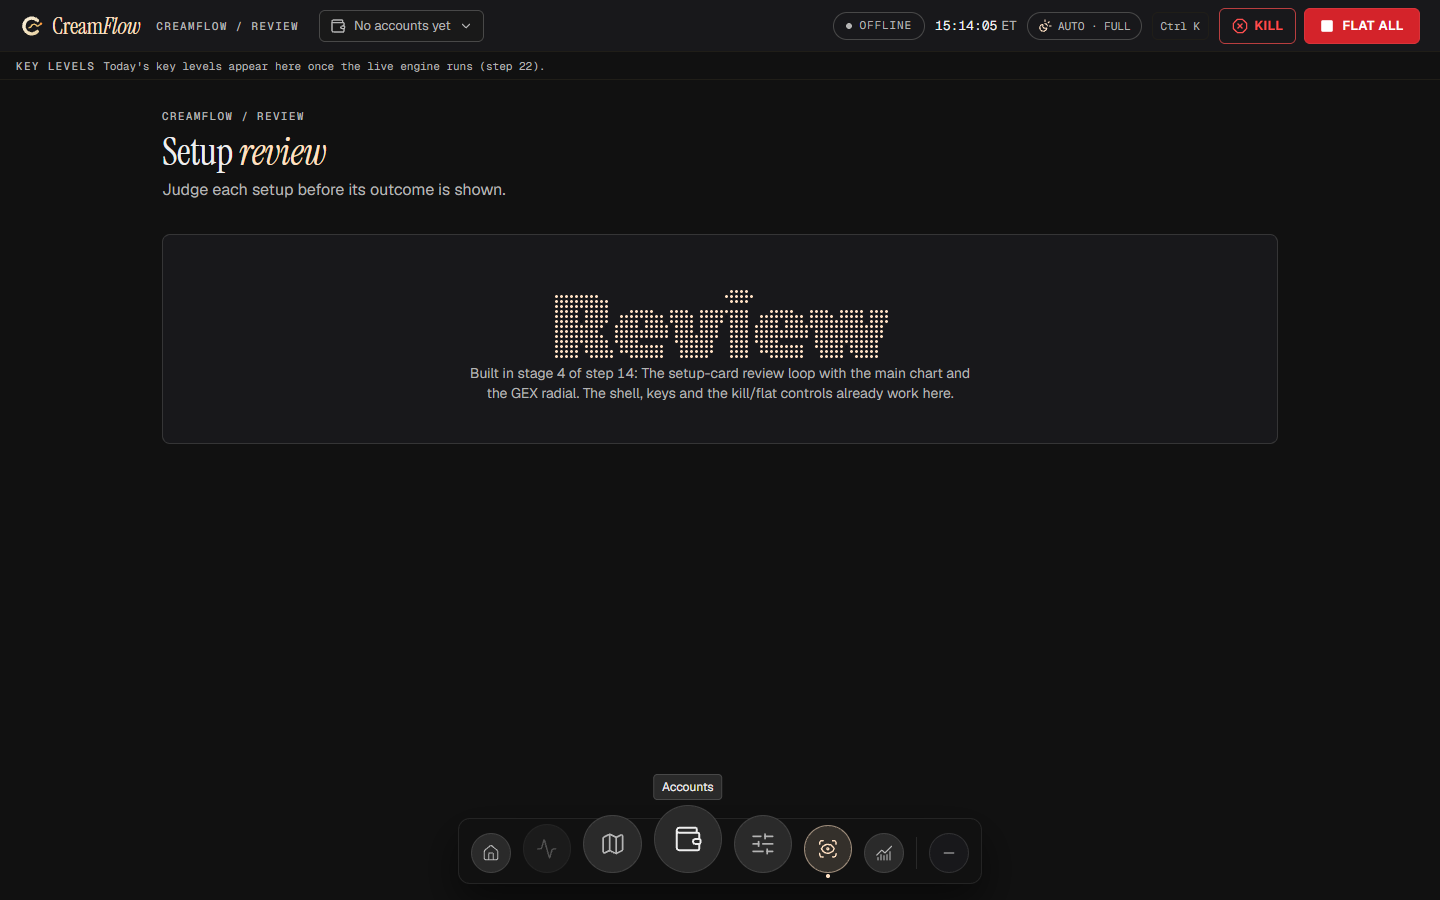 CreamFlow CREAMFLOW / REVIEW No accounts yet OFFLINE 15:14:05 ET AUTO · FULL Ctrl K KILL FLAT ALL
KEY LEVELS Today's key levels appear here once the live engine runs (step 22).
CREAMFLOW / REVIEW
Setup review
Judge each setup before its outcome is shown.
Review
Built in stage 4 of step 14: The setup-card review loop with the main chart and
the GEX radial. The shell, keys and the kill/flat controls already work here.
Accounts